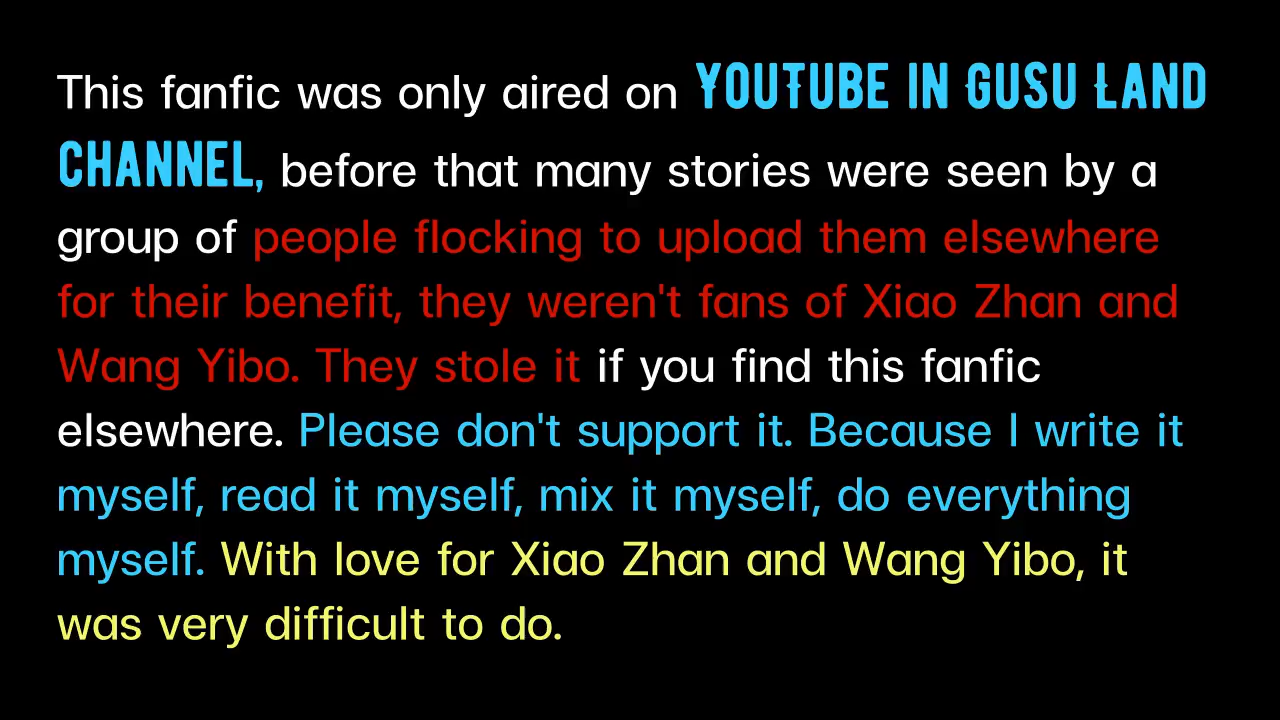 This fanfic was only aired on YOUTUBE IN GUSU LAND
CHANNEL, before that many stories were seen by a
group of people flocking to upload them elsewhere
for their benefit, they weren't fans of Xiao Zhan and
Wang Yibo. They stole it if you find this fanfic
elsewhere. Please don't support it. Because I write it
myself, read it myself, mix it myself, do everything
myself. With love for Xiao Zhan and Wang Yibo, it
was very difficult to do.